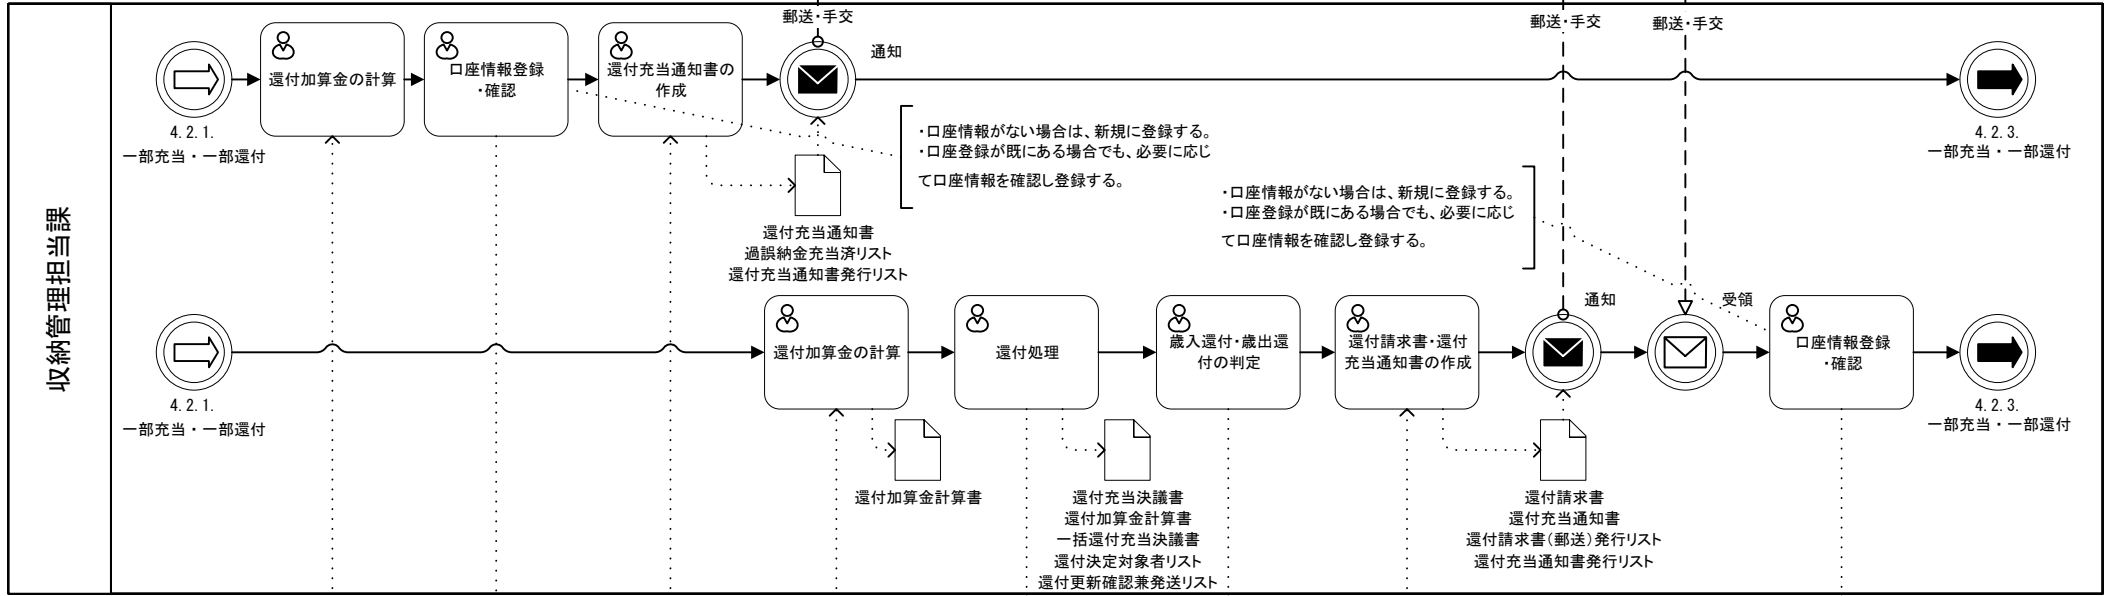 収納管理担当課
郵送・手交
郵送・手交
郵送・手交
4.2.1.
一部充当・一部還付
還付加算金の計算
口座情報登録
・確認
還付充当通知書の
作成
通知
4.2.3.
一部充当・一部還付
・口座情報がない場合は、新規に登録する。
・口座登録が既にある場合でも、必要に応じ
て口座情報を確認し登録する。
還付充当通知書
過誤納金充当済リスト
還付充当通知書発行リスト
・口座情報がない場合は、新規に登録する。
・口座登録が既にある場合でも、必要に応じ
て口座情報を確認し登録する。
4.2.1.
一部充当・一部還付
還付加算金の計算
還付処理
歳入還付・歳出還
付の判定
還付請求書・還付
充当通知書の作成
通知
受領
口座情報登録
・確認
4.2.3.
一部充当・一部還付
還付加算金計算書
還付充当決議書
還付加算金計算書
一括還付充当決議書
還付決定対象者リスト
還付更新確認兼発送リスト
還付請求書
還付充当通知書
還付請求書（郵送）発行リスト
還付充当通知書発行リスト